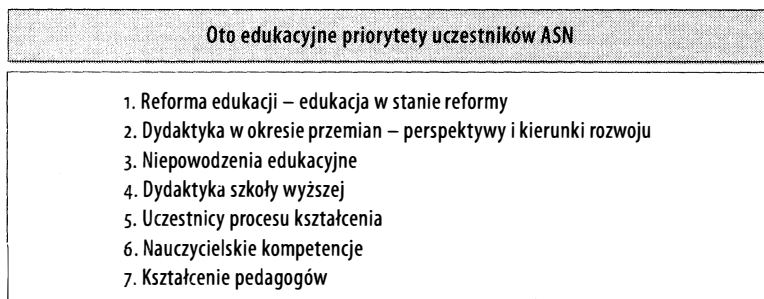 Oto edukacyjne priorytety uczestników ASN
1. Reforma edukacji – edukacja w stanie reformy
2. Dydaktyka w okresie przemian – perspektywy i kierunki rozwoju
3. Niepowodzenia edukacyjne
4. Dydaktyka szkoły wyższej
5. Uczestnicy procesu kształcenia
6. Nauczycielskie kompetencje
7. Kształcenie pedagogów